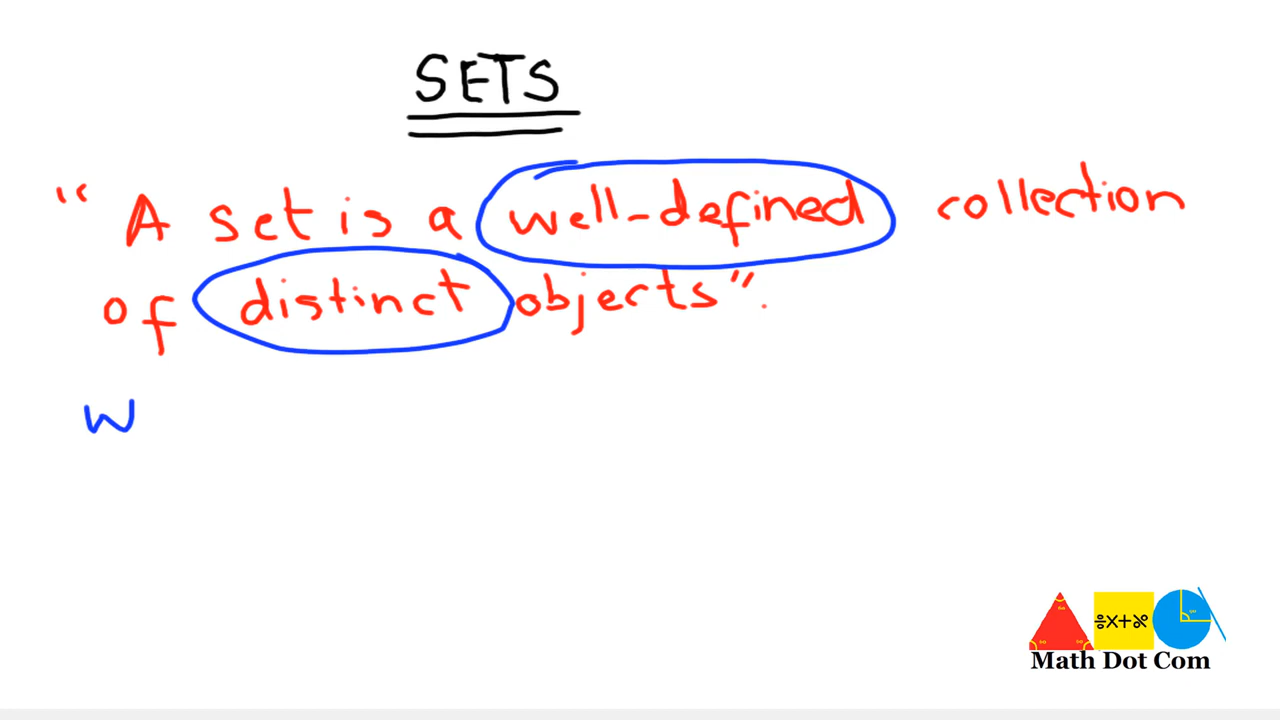 SETS
“ A set is a well-defined collection
of distinct objects”.
W
÷x+%
Math Dot Com